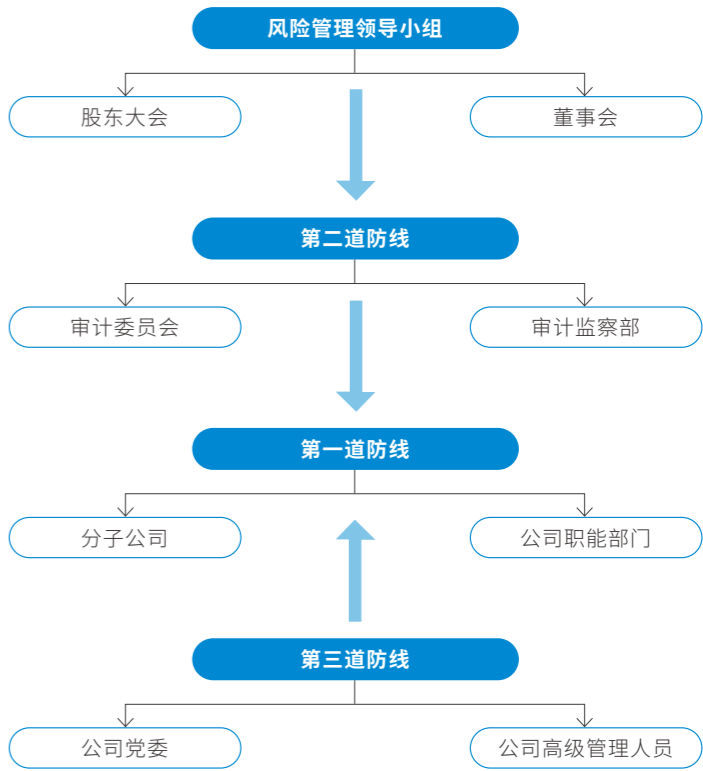 风险管理领导小组
股东大会
董事会
第二道防线
审计委员会
审计监察部
第一道防线
分子公司
公司职能部门
第三道防线
公司党委
公司高级管理人员